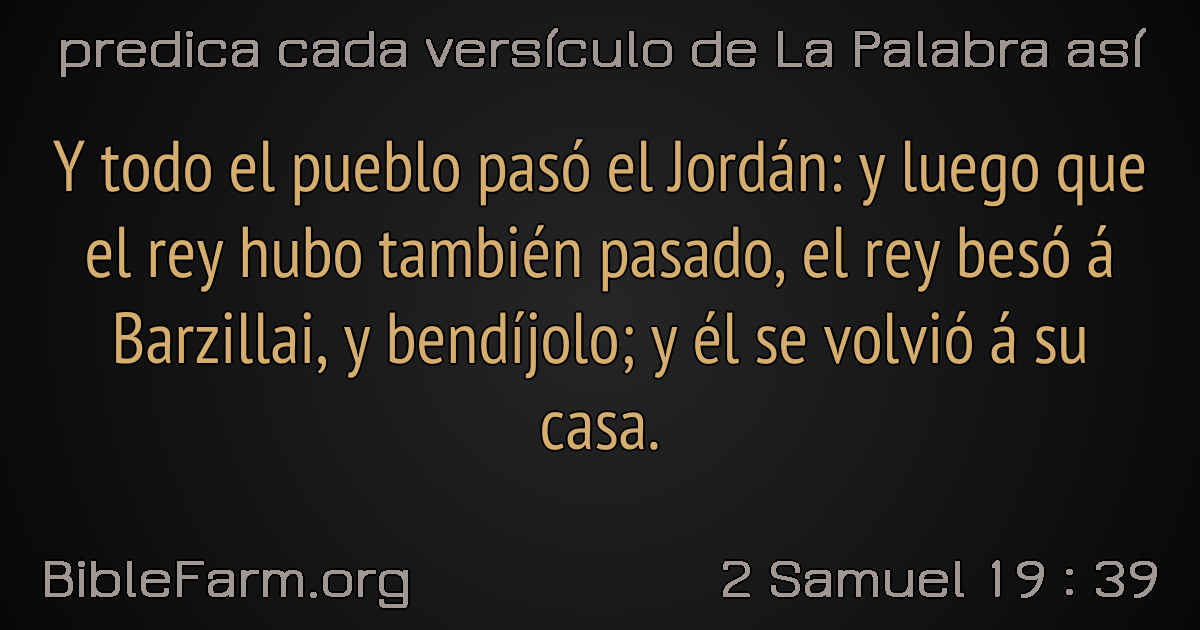 predica cada versículo de La Palabra así
Y todo el pueblo pasó el Jordán: y luego que
el rey hubo también pasado, el rey besó á
Barzillai, y bendíjolo; y él se volvió á su
casa.
BibleFarm.org
2 Samuel 19 : 39